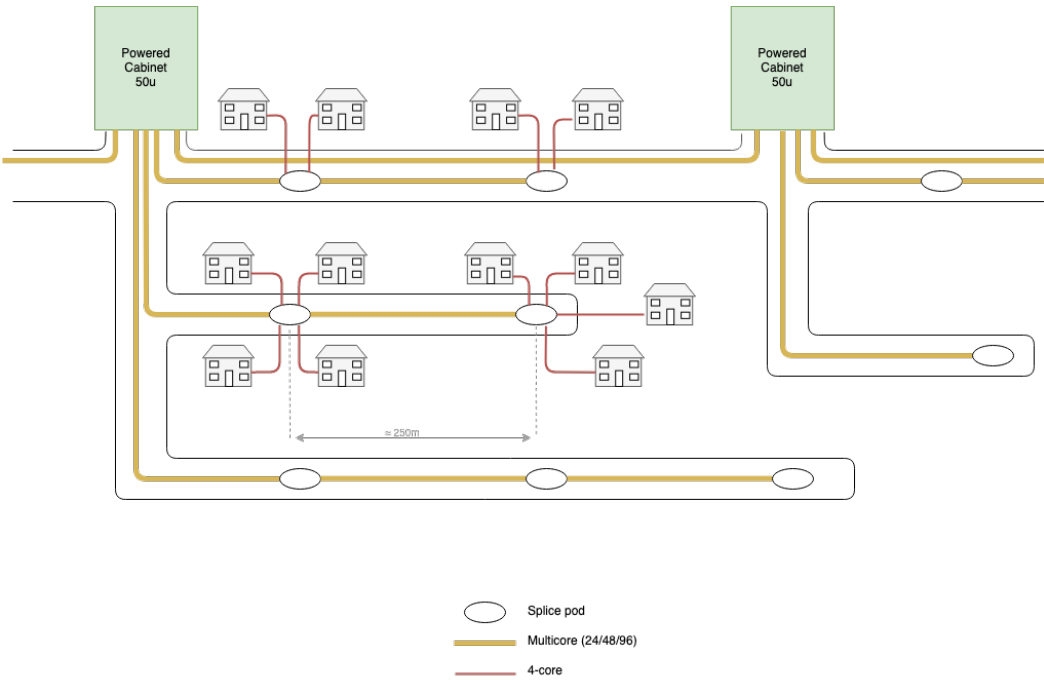 Powered
Cabinet
50u
Powered
Cabinet
50u
≈ 250m
Splice pod
Multicore (24/48/96)
4-core